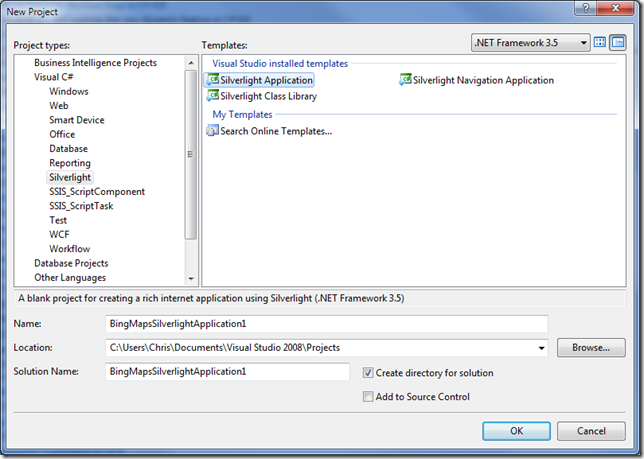 New Project
Project types:
Templates:
.NET Framework 3.5
Business Intelligence Projects
Visual C#
Windows
Web
Smart Device
Office
Database
Reporting
Silverlight
SSIS_ScriptComponent
SSIS_ScriptTask
Test
WCF
Workflow
Database Projects
Other Languages
Visual Studio installed templates
Silverlight Application
Silverlight Navigation Application
Silverlight Class Library
My Templates
Search Online Templates...
A blank project for creating a rich internet application using Silverlight (.NET Framework 3.5)
Name:
BingMapsSilverlightApplication1
Location:
C:\Users\Chris\Documents\Visual Studio 2008\Projects
Browse...
Solution Name:
BingMapsSilverlightApplication1
Create directory for solution
Add to Source Control
OK
Cancel